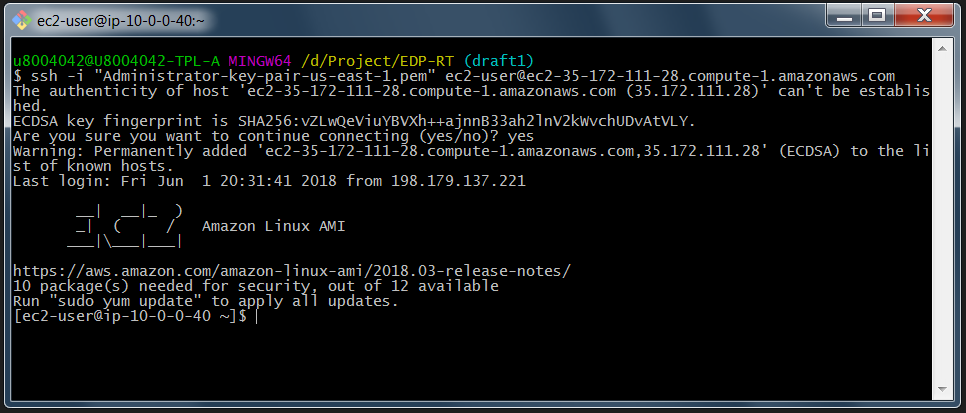 ec2-user@ip-10-0-0-40:~
u8004042@U8004042-TPL-A MINGW64 /d/Project/EDP-RT (draft1)
$ ssh -i "Administrator-key-pair-us-east-1.pem" ec2-user@ec2-35-172-111-28.compute-1.amazonaws.com
The authenticity of host 'ec2-35-172-111-28.compute-1.amazonaws.com (35.172.111.28)' can't be establis
hed.
ECDSA key fingerprint is SHA256:vZLwQeViuYBVXh++ajnnB33ah2lnV2kWvchUDvAtVLY.
Are you sure you want to continue connecting (yes/no)? yes
Warning: Permanently added 'ec2-35-172-111-28.compute-1.amazonaws.com,35.172.111.28' (ECDSA) to the li
st of known hosts.
Last login: Fri Jun  1 20:31:41 2018 from 198.179.137.221

       __|  __|_  )
       _|  (     /   Amazon Linux AMI
      ___|\___|___|

https://aws.amazon.com/amazon-linux-ami/2018.03-release-notes/
10 package(s) needed for security, out of 12 available
Run "sudo yum update" to apply all updates.
[ec2-user@ip-10-0-0-40 ~]$